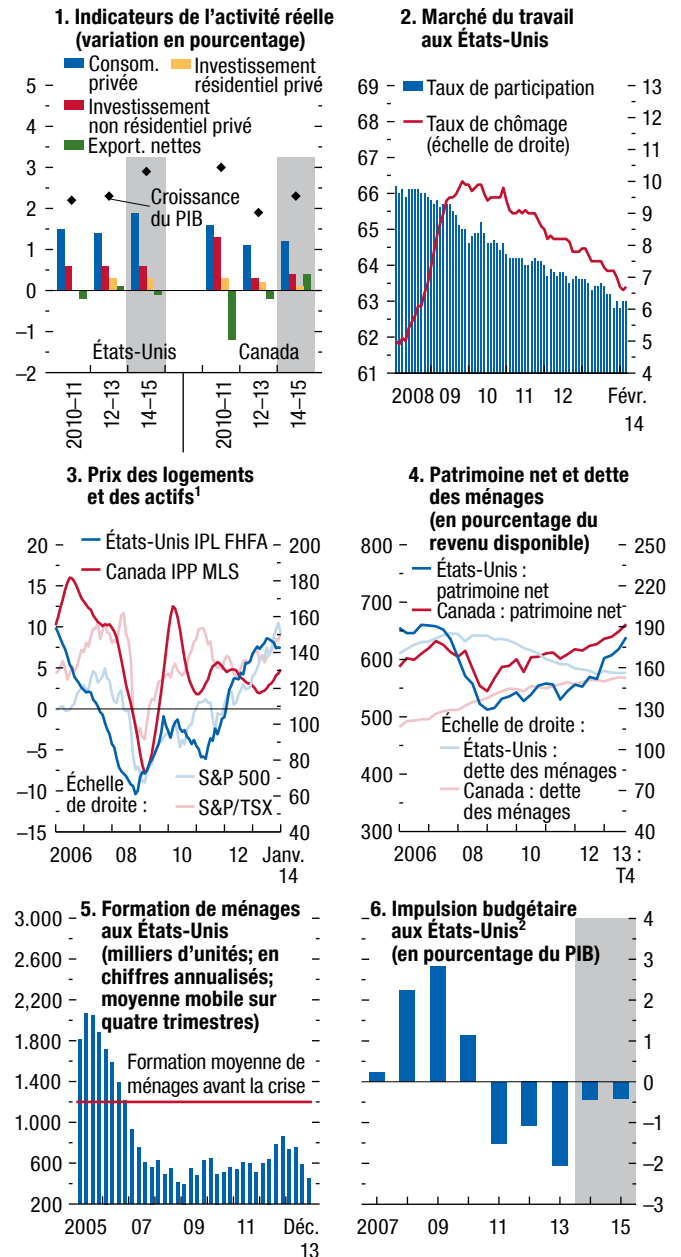 1. Indicateurs de l’activité réelle
(variation en pourcentage)
Consom.
privée
Investissement
résidentiel privé
Investissement
non résidentiel privé
Export. nettes
Croissance
du PIB
5
4
3
2
1
0
–1
–2
États-Unis
Canada
2010–11
12–13
14–15
2010–11
12–13
14–15
2. Marché du travail
aux États-Unis
Taux de participation
Taux de chômage
(échelle de droite)
69
68
67
66
65
64
63
62
61
13
12
11
10
9
8
7
6
5
4
2008 09 10 11 12 Févr.
14
3. Prix des logements
et des actifs1
États-Unis IPL FHFA
Canada IPP MLS
20
15
10
5
0
–5
–10
–15
200
180
160
140
120
100
80
60
40
Échelle
de droite :
S&P 500
S&P/TSX
2006 08 10 12 Janv.
14
4. Patrimoine net et dette
des ménages
(en pourcentage du
revenu disponible)
États-Unis :
patrimoine net
Canada : patrimoine net
800
700
600
500
400
300
250
220
190
160
130
100
70
40
Échelle de droite :
États-Unis :
dette des ménages
Canada : dette
des ménages
2006 08 10 12 13 :
T4
5. Formation de ménages
aux États-Unis
(milliers d’unités; en
chiffres annualisés;
moyenne mobile sur
quatre trimestres)
Formation moyenne de
ménages avant la crise
3.000
2.600
2,200
1.800
1.400
1.000
600
200
2005 07 09 11 Déc.
13
6. Impulsion budgétaire
aux États-Unis2
(en pourcentage du PIB)
4
3
2
1
0
–1
–2
–3
2007 09 11 13 15